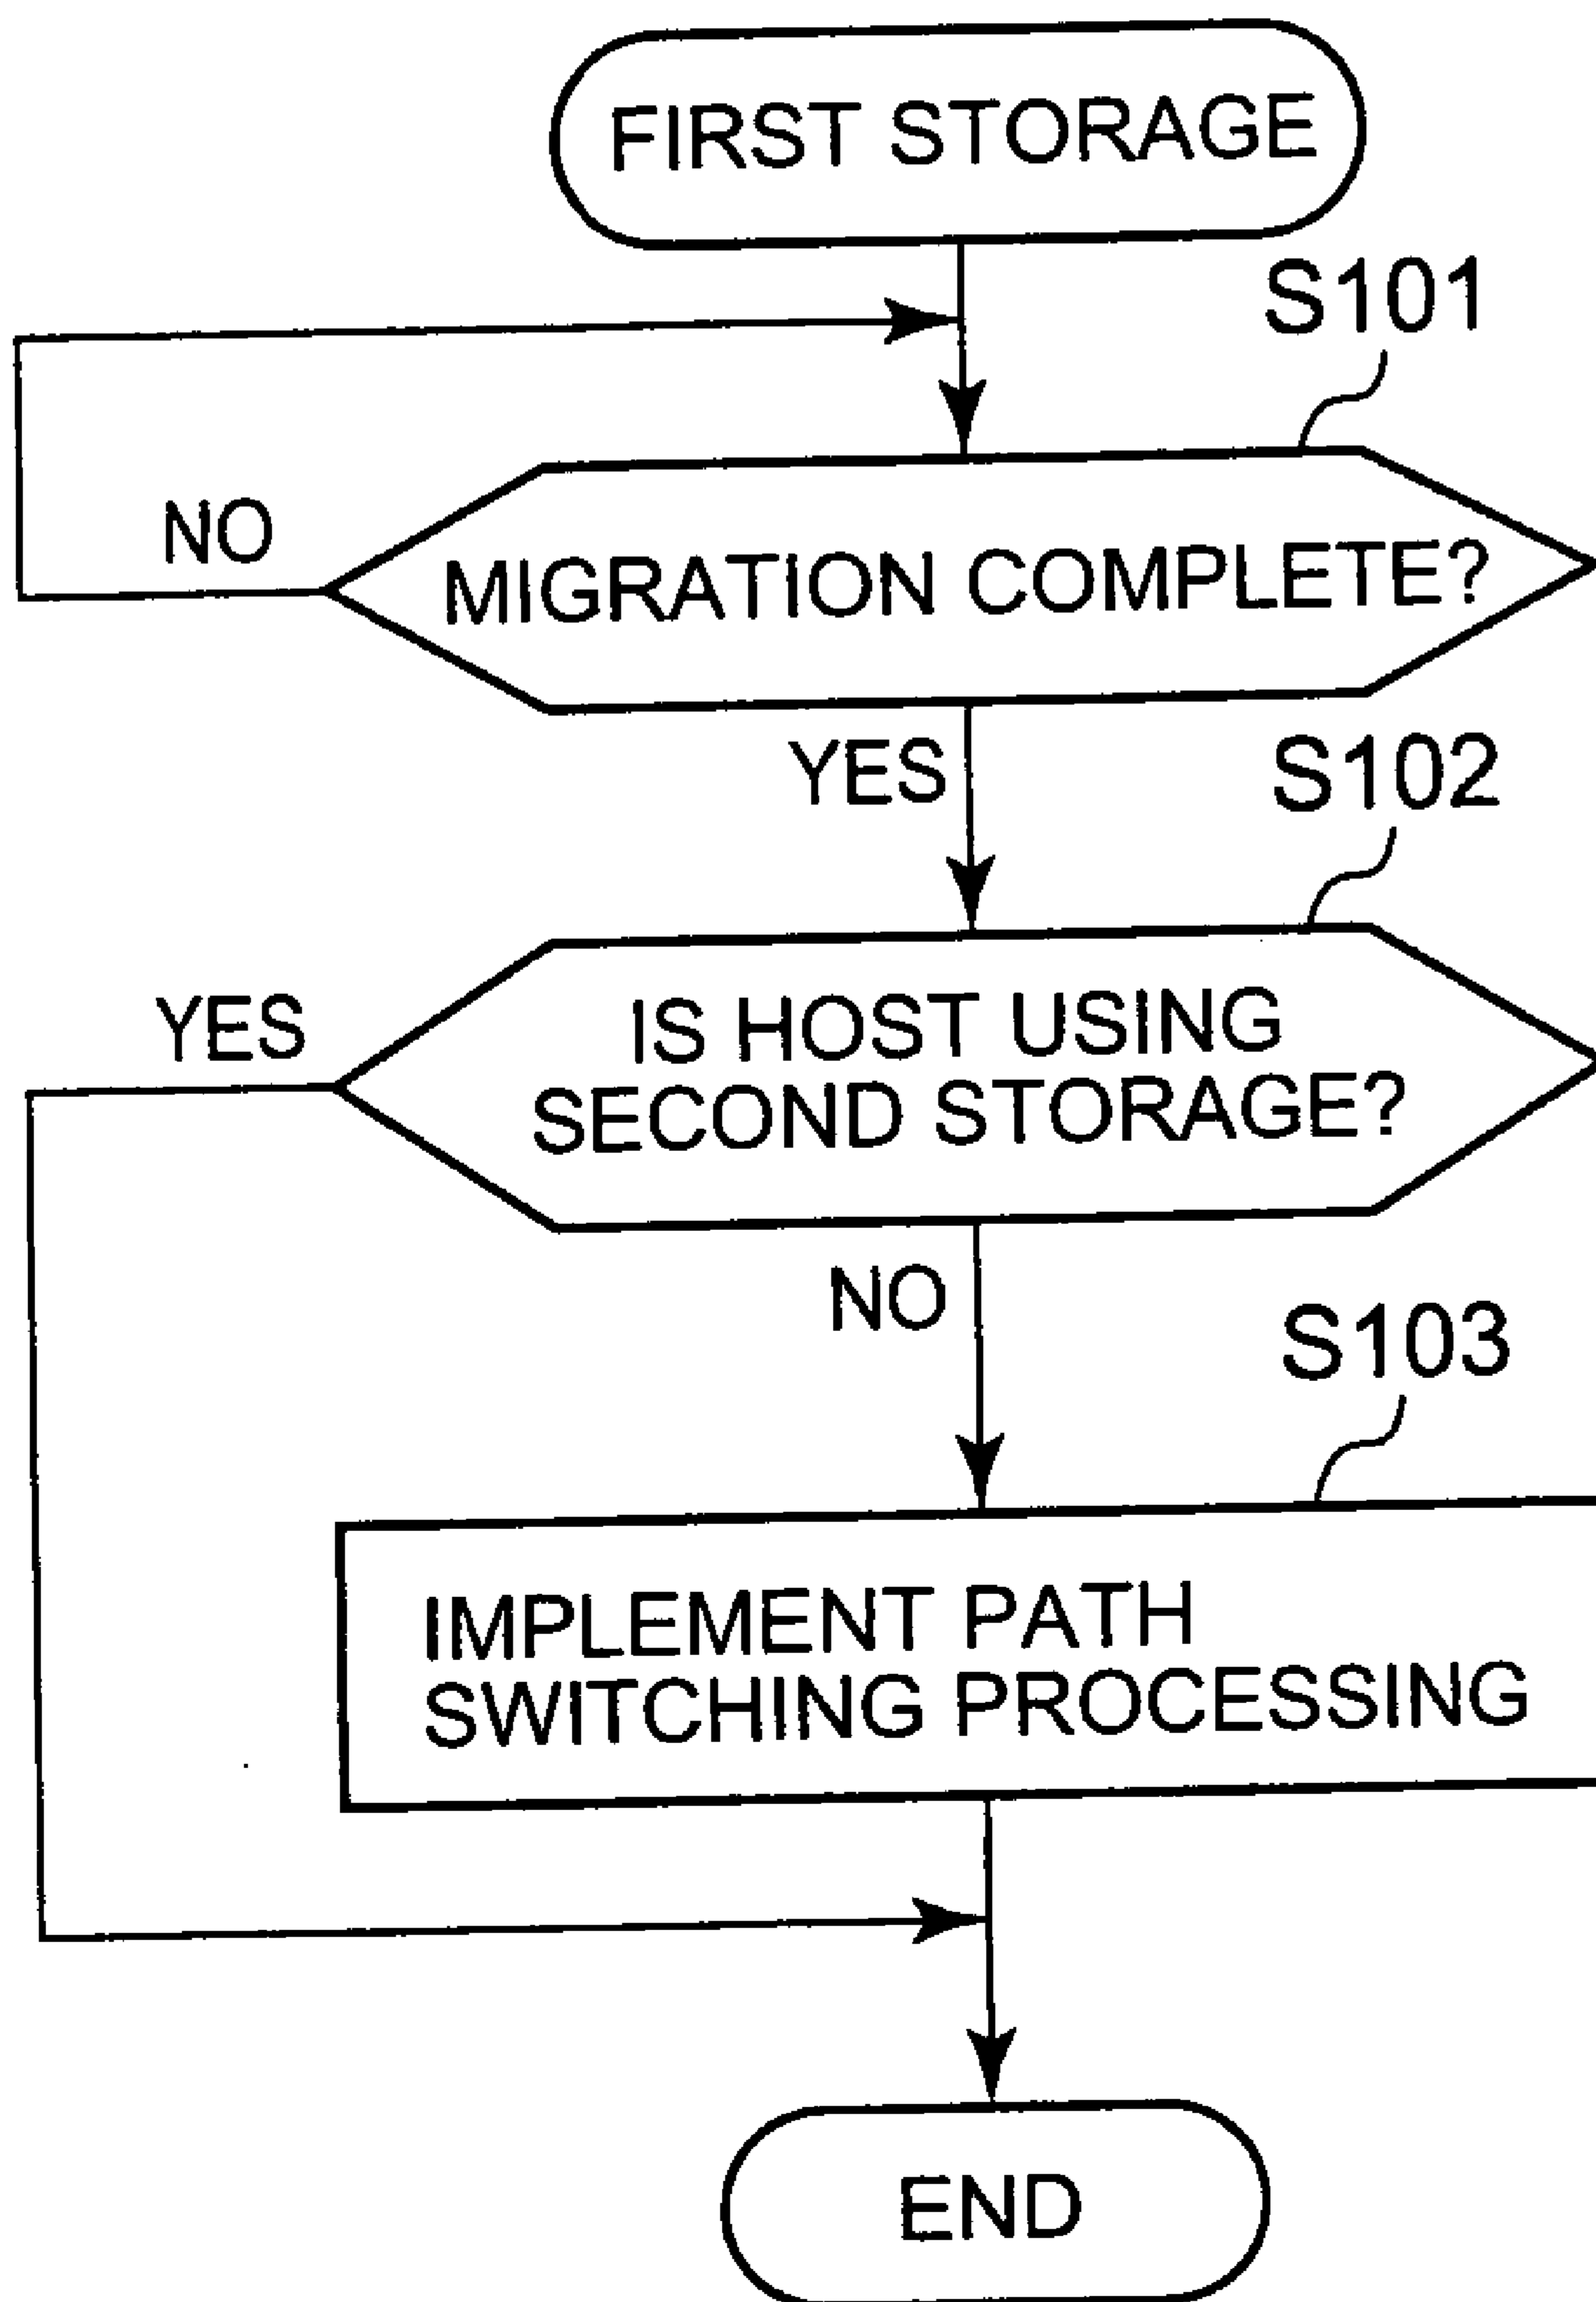 FIRST STORAGE
S101
NO
MIGRATION COMPLETE?
YES
S102
YES
IS HOST USING
SECOND STORAGE?
NO
S103
IMPLEMENT PATH
SWITCHING PROCESSING
END